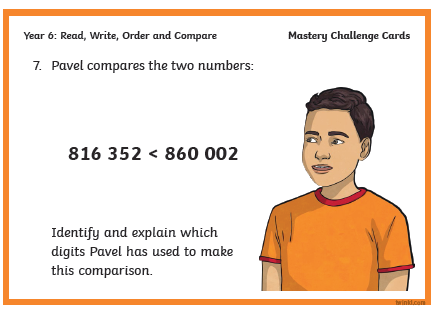 Year 6: Read, Write, Order and Compare
Mastery Challenge Cards
7. Pavel compares the two numbers:
816 352 < 860 002
Identify and explain which
digits Pavel has used to make
this comparison.
twinkl.com